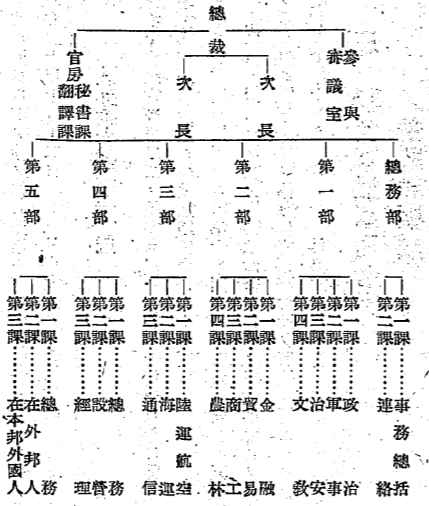 總裁
參與
審議室
次長
次長
官房
秘書課
翻譯課
總務部
第一部
第二部
第三部
第四部
第五部
第一課………事務總括
第二課………連絡
第一課………政治
第二課………軍事
第三課………治安
第四課………文教
第一課………金融
第二課………貿易
第三課………商工
第四課………農林
第一課………陸運航空
第二課………海運
第三課………通信
第一課………總務
第二課………設營
第三課………經理
第一課………總務
第二課………在外邦人
第三課………在本邦外國人